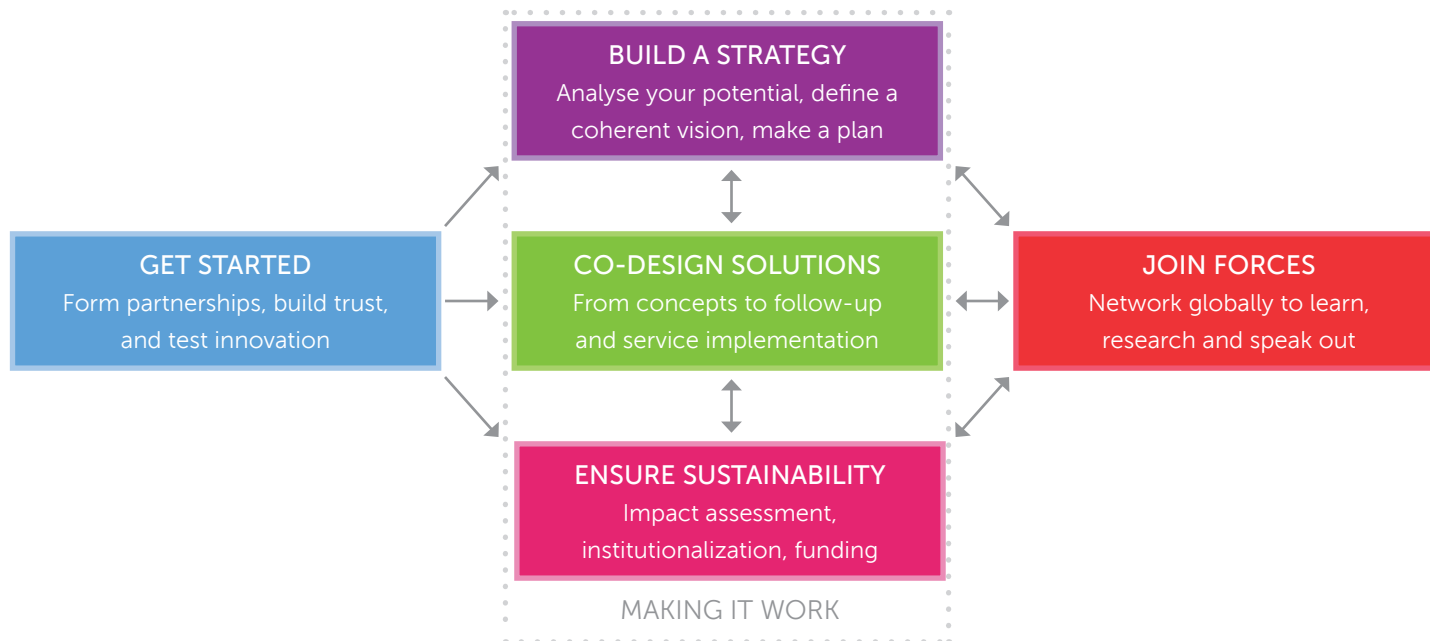 BUILD A STRATEGY
Analyse your potential, define a
coherent vision, make a plan
GET STARTED
Form partnerships, build trust,
and test innovation
CO-DESIGN SOLUTIONS
From concepts to follow-up
and service implementation
JOIN FORCES
Network globally to learn,
research and speak out
ENSURE SUSTAINABILITY
Impact assessment,
institutionalization, funding
MAKING IT WORK